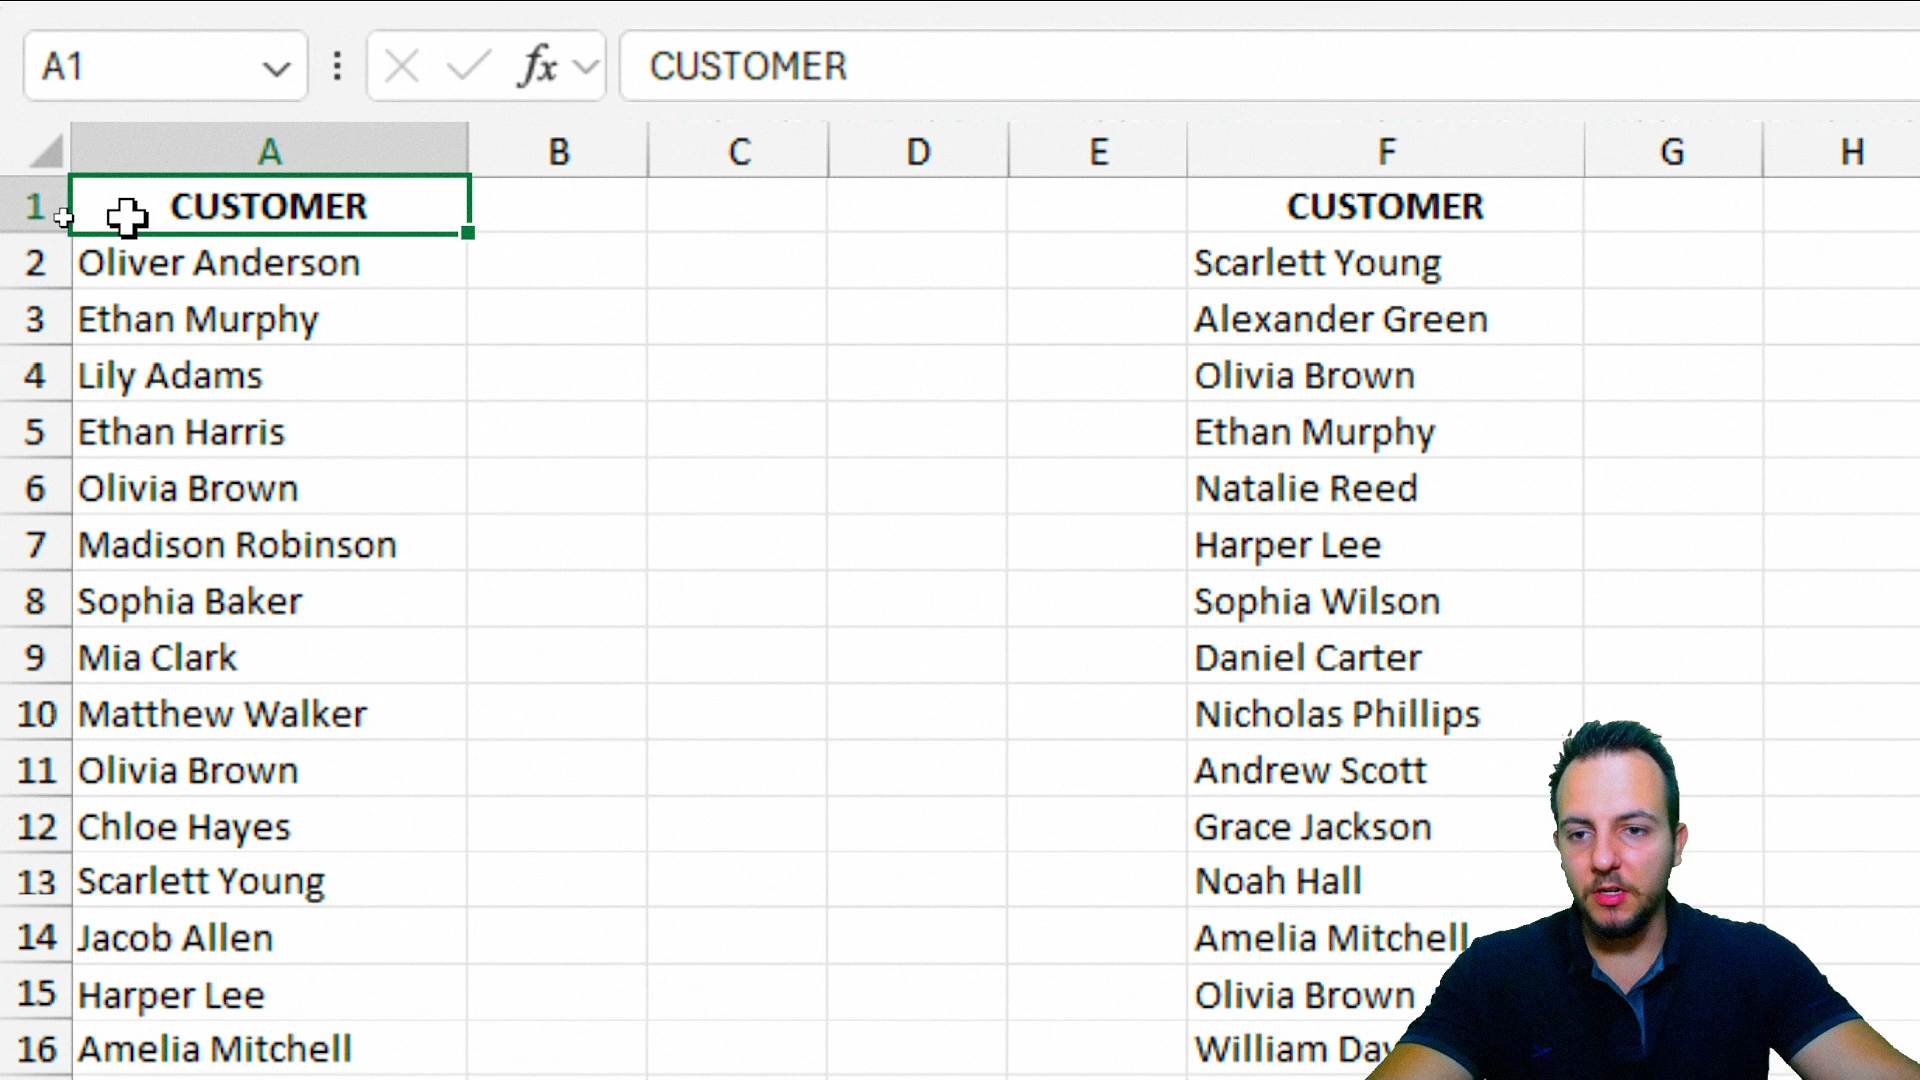 A1 fx CUSTOMER
A B C D E F G H
1 CUSTOMER CUSTOMER
2 Oliver Anderson Scarlett Young
3 Ethan Murphy Alexander Green
4 Lily Adams Olivia Brown
5 Ethan Harris Ethan Murphy
6 Olivia Brown Natalie Reed
7 Madison Robinson Harper Lee
8 Sophia Baker Sophia Wilson
9 Mia Clark Daniel Carter
10 Matthew Walker Nicholas Phillips
11 Olivia Brown Andrew Scott
12 Chloe Hayes Grace Jackson
13 Scarlett Young Noah Hall
14 Jacob Allen Amelia Mitchell
15 Harper Lee Olivia Brown
16 Amelia Mitchell William